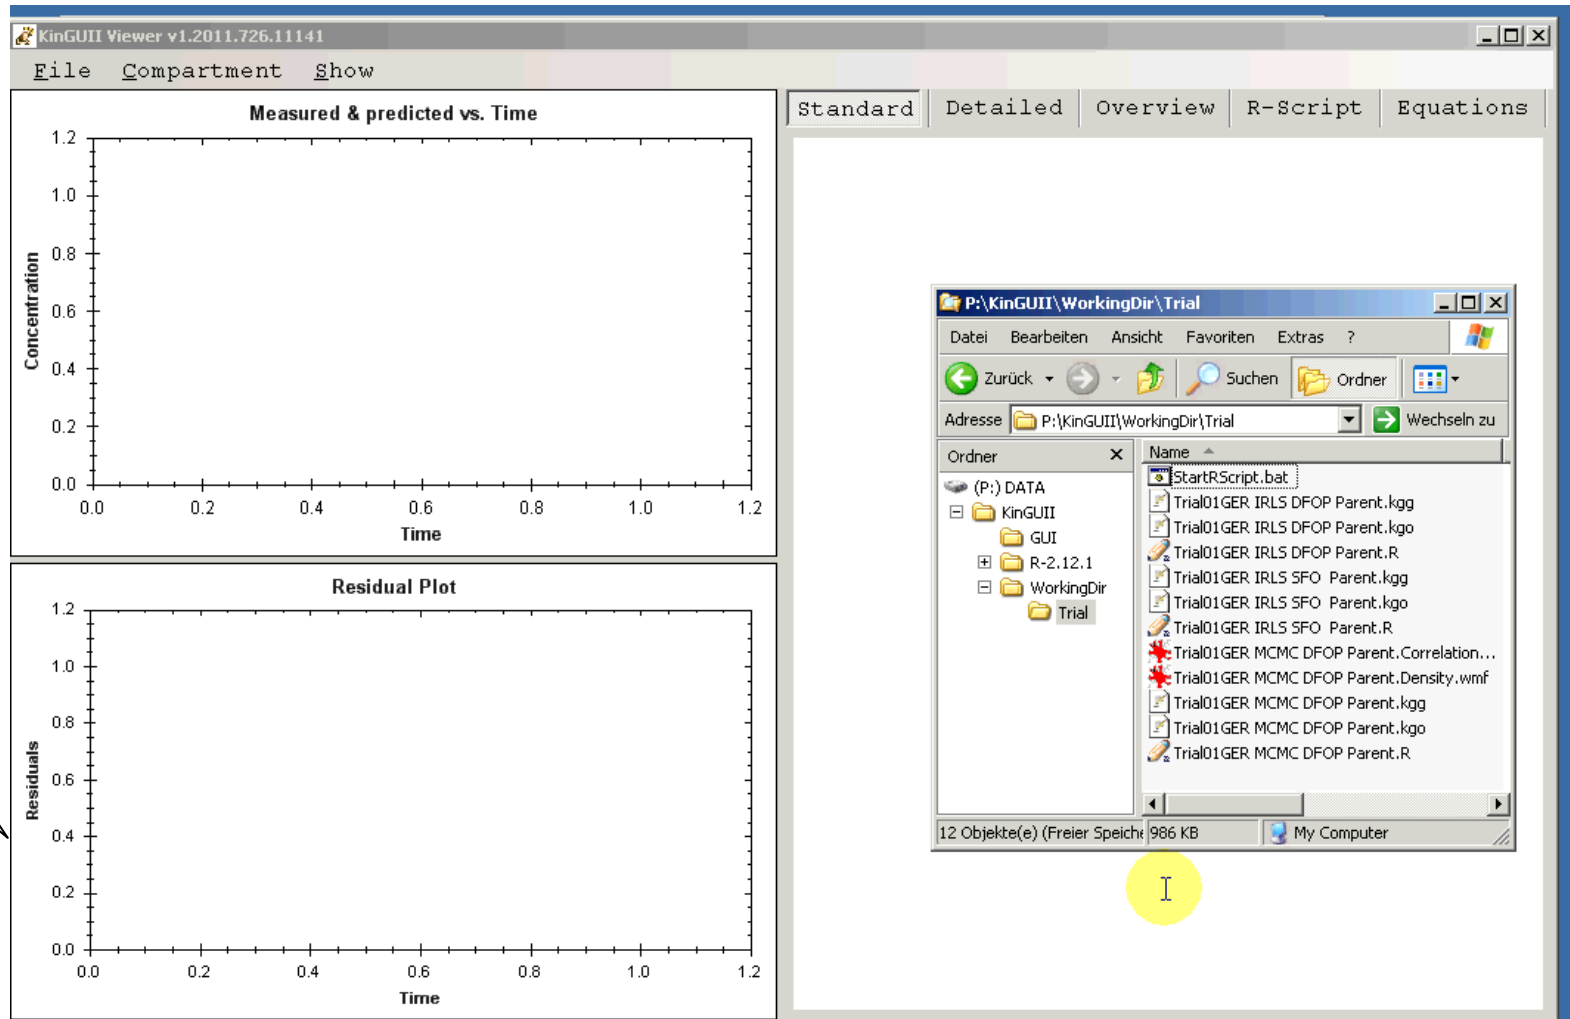 KinGUII Viewer v1.2011.726.11141
File Compartment Show
Measured & predicted vs. Time
1.2
1.0
0.8
0.6
0.4
0.2
0.0
Concentration
0.0 0.2 0.4 0.6 0.8 1.0 1.2
Time
Residual Plot
1.2
1.0
0.8
0.6
0.4
0.2
0.0
Residuals
0.0 0.2 0.4 0.6 0.8 1.0 1.2
Time
Standard Detailed Overview R-Script Equations
P:\KinGUII\WorkingDir\Trial
Datei Bearbeiten Ansicht Favoriten Extras ?
Zurück Suchen Ordner
Adresse P:\KinGUII\WorkingDir\Trial Wechseln zu
Ordner
(P:) DATA
KinGUII
GUI
R-2.12.1
WorkingDir
Trial
Name
StartRScript.bat
Trial01GER IRLS DFOP Parent.kgg
Trial01GER IRLS DFOP Parent.kgo
Trial01GER IRLS DFOP Parent.R
Trial01GER IRLS SFO  Parent.kgg
Trial01GER IRLS SFO  Parent.kgo
Trial01GER IRLS SFO  Parent.R
Trial01GER MCMC DFOP Parent.Correlation...
Trial01GER MCMC DFOP Parent.Density.wmf
Trial01GER MCMC DFOP Parent.kgg
Trial01GER MCMC DFOP Parent.kgo
Trial01GER MCMC DFOP Parent.R
12 Objekte(e) (Freier Speiche 986 KB My Computer